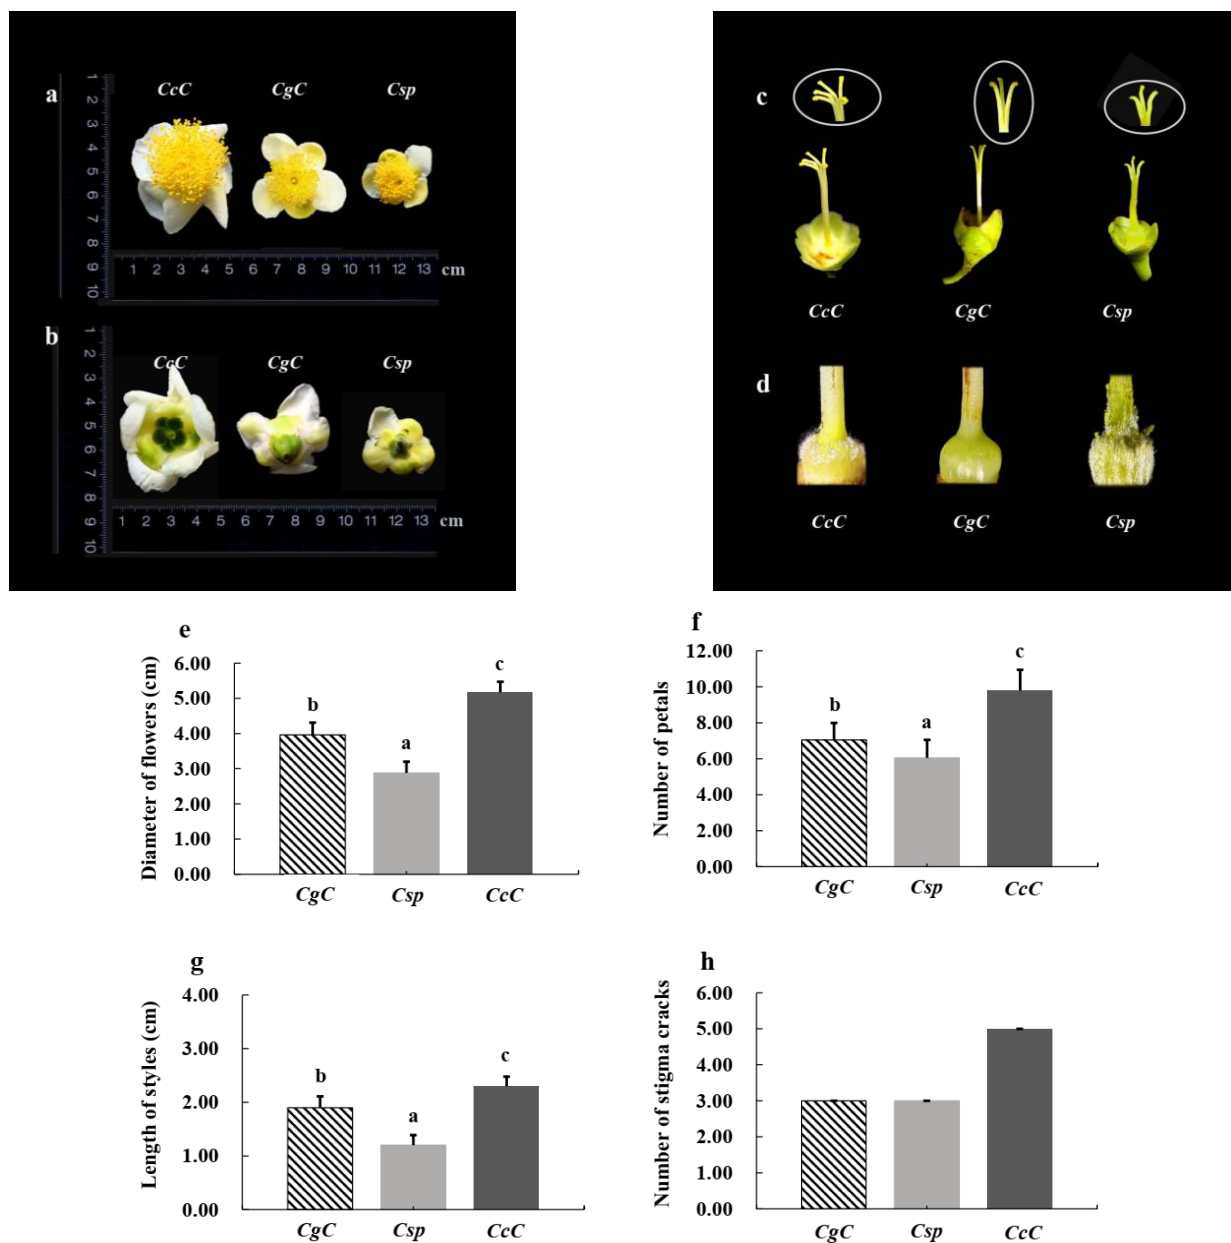 a
CcC CgC Csp
1 2 3 4 5 6 7 8 9 10
1 2 3 4 5 6 7 8 9 10 11 12 13 cm
b
CcC CgC Csp
1 2 3 4 5 6 7 8 9 10
1 2 3 4 5 6 7 8 9 10 11 12 13 cm
c
CcC CgC Csp
d
CcC CgC Csp
e
Diameter of flowers (cm)
6.00
5.00
4.00
3.00
2.00
1.00
0.00
b a c
CgC Csp CcC
f
Number of petals
12.00
10.00
8.00
6.00
4.00
2.00
0.00
b a c
CgC Csp CcC
g
Length of styles (cm)
4.00
3.00
2.00
1.00
0.00
b a c
CgC Csp CcC
h
Number of stigma cracks
6.00
5.00
4.00
3.00
2.00
1.00
0.00
CgC Csp CcC